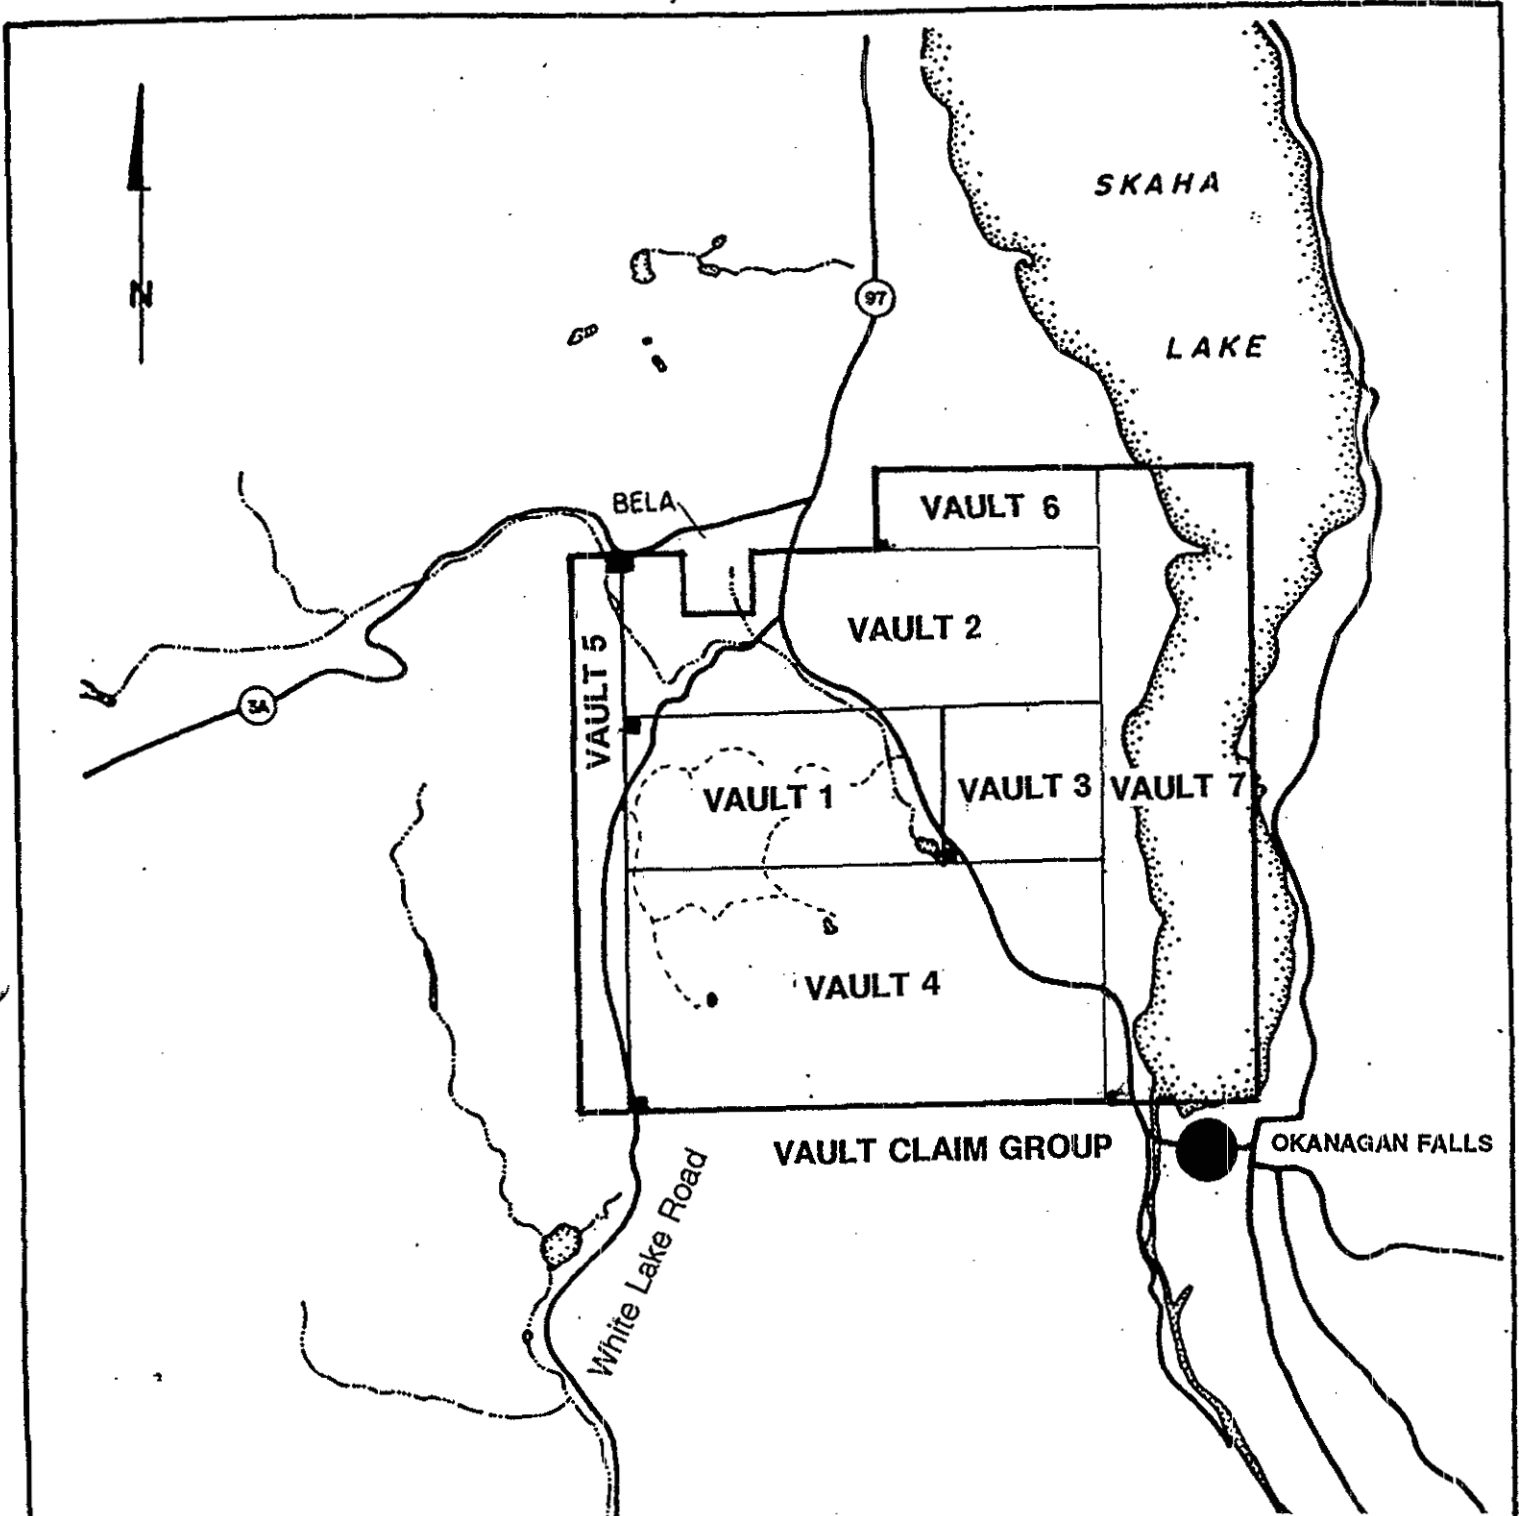 SKAHA
N
97
LAKE
BELA
VAULT 6
VAULT 2
VAULT 5
3A
VAULT 1
VAULT 3
VAULT 7
VAULT 4
VAULT CLAIM GROUP
OKANAGAN FALLS
White Lake Road